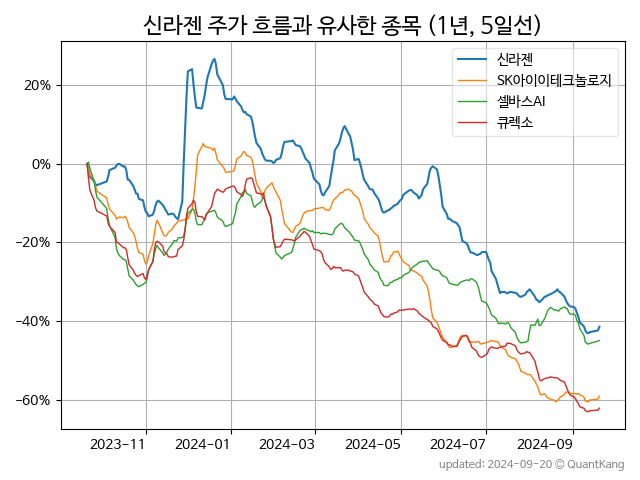 신라젠 주가 흐름과 유사한 종목 (1년, 5일선)
신라젠
SK아이이테크놀로지
셀바스AI
큐렉소
20%
0%
−20%
−40%
−60%
2023-11
2024-01
2024-03
2024-05
2024-07
2024-09
updated: 2024-09-20 @ QuantKang